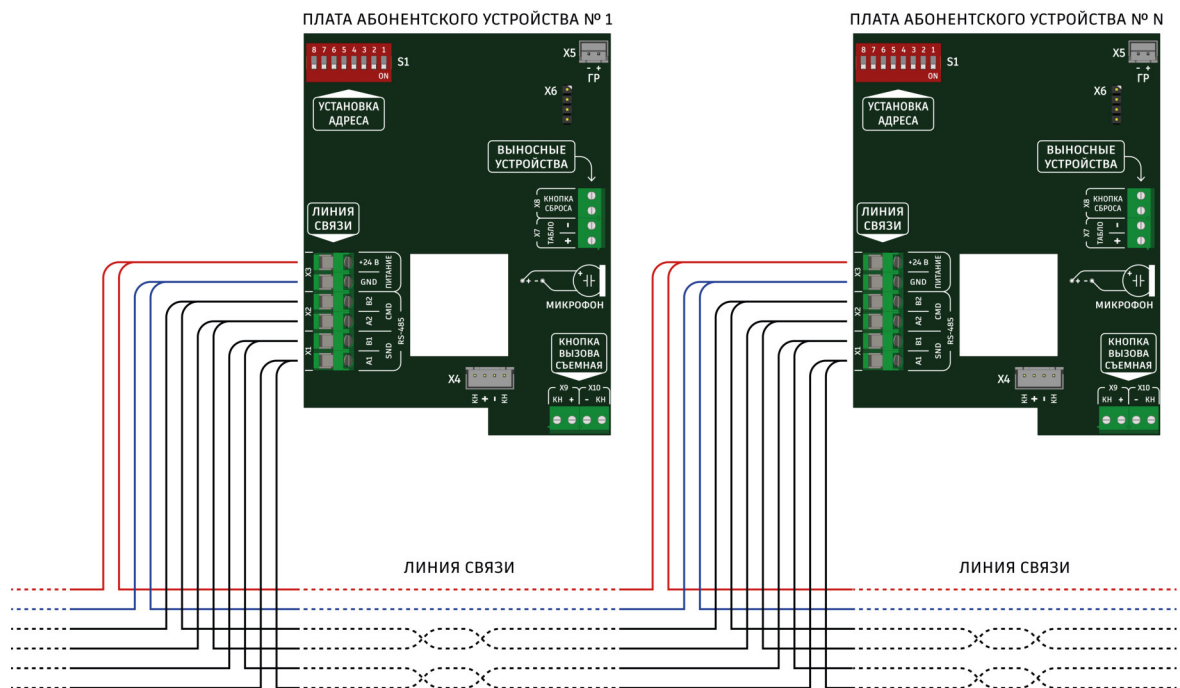 ПЛАТА АБОНЕНТСКОГО УСТРОЙСТВА № 1
8 7 6 5 4 3 2 1
S1
ON
УСТАНОВКА
АДРЕСА
X5
- +
ГР
X6
ВЫНОСНЫЕ
УСТРОЙСТВА
X8
КНОПКА
СБРОСА
X7
ТАБЛО
-
+
ЛИНИЯ
СВЯЗИ
X3
+24 В
GND
ПИТАНИЕ
X2
B2
A2
CMD
X1
B1
A1
SND
RS-485
+ -
+
МИКРОФОН
КНОПКА
ВЫЗОВА
СЪЕМНАЯ
X4
КН + - КН
X9 X10
КН + - КН
ПЛАТА АБОНЕНТСКОГО УСТРОЙСТВА № N
8 7 6 5 4 3 2 1
S1
ON
УСТАНОВКА
АДРЕСА
X5
- +
ГР
X6
ВЫНОСНЫЕ
УСТРОЙСТВА
X8
КНОПКА
СБРОСА
X7
ТАБЛО
-
+
ЛИНИЯ
СВЯЗИ
X3
+24 В
GND
ПИТАНИЕ
X2
B2
A2
CMD
X1
B1
A1
SND
RS-485
+ -
+
МИКРОФОН
КНОПКА
ВЫЗОВА
СЪЕМНАЯ
X4
КН + - КН
X9 X10
КН + - КН
ЛИНИЯ СВЯЗИ
ЛИНИЯ СВЯЗИ